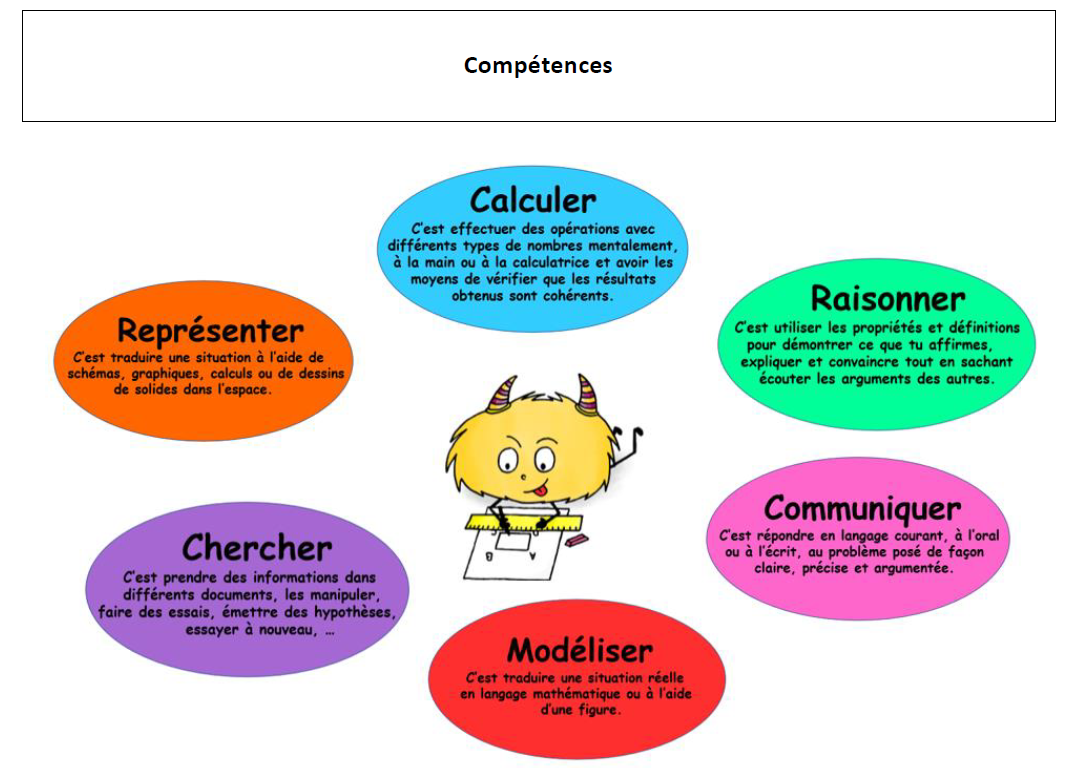 Compétences
Calculer
C'est effectuer des opérations avec
différents types de nombres mentalement,
à la main ou à la calculatrice et avoir les
moyens de vérifier que les résultats
obtenus sont cohérents.
Raisonner
C'est utiliser les propriétés et définitions
pour démontrer ce que tu affirmes,
expliquer et convaincre tout en sachant
écouter les arguments des autres.
Représenter
C'est traduire une situation à l'aide de
schémas, graphiques, calculs ou de dessins
de solides dans l'espace.
Communiquer
C'est répondre en langage courant, à l'oral
ou à l'écrit, au problème posé de façon
claire, précise et argumentée.
Chercher
C'est prendre des informations dans
différents documents, les manipuler,
faire des essais, émettre des hypothèses,
essayer à nouveau, …
B A
Modéliser
C'est traduire une situation réelle
en langage mathématique ou à l'aide
d'une figure.